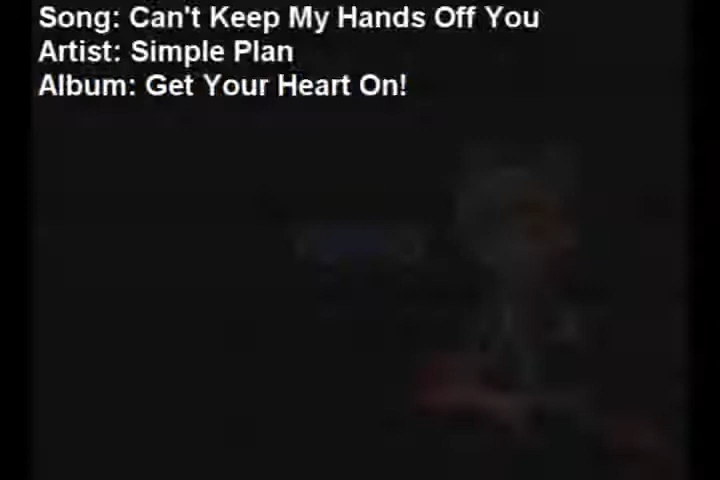 Song: Can't Keep My Hands Off You
Artist: Simple Plan
Album: Get Your Heart On!